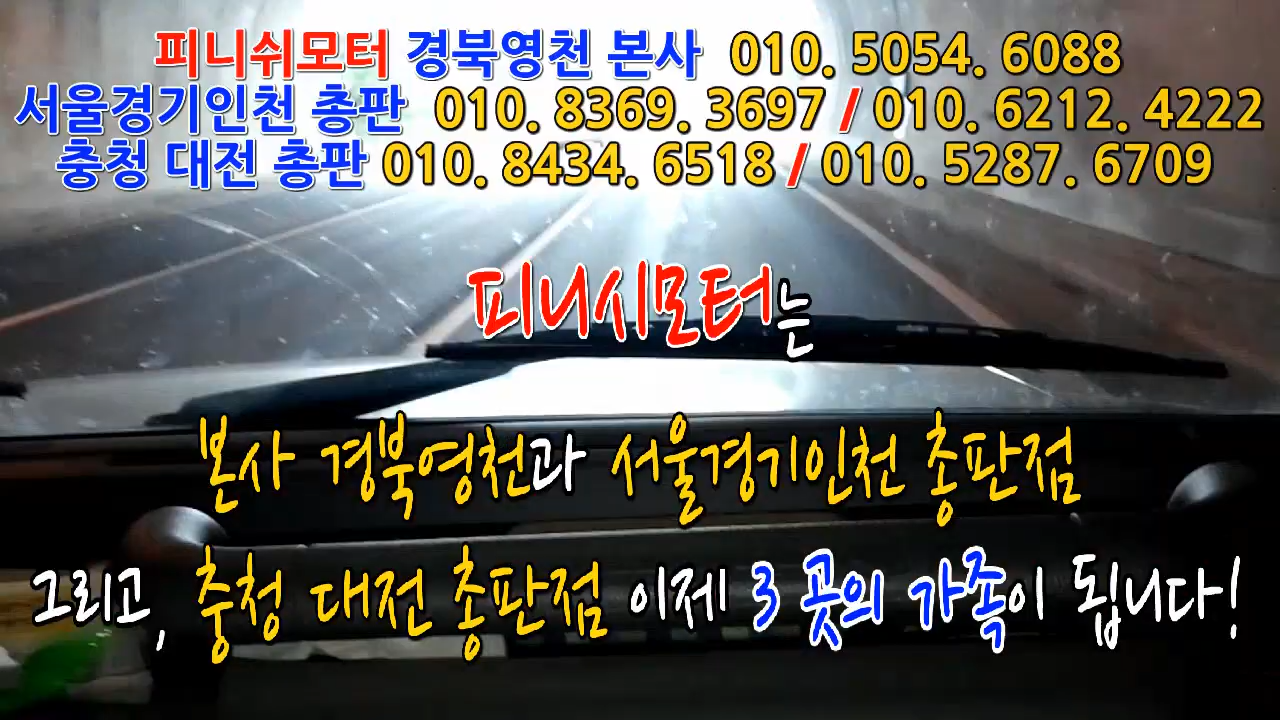 피니쉬모터 경북영천 본사 010. 5054. 6088
서울경기인천 총판 010. 8369. 3697 / 010. 6212. 4222
충청 대전 총판 010. 8434. 6518 / 010. 5287. 6709
피니시모터는
본사 경북영천과 서울경기인천 총판점
그리고, 충청 대전 총판점 이제 3 곳의 가족이 됩니다!